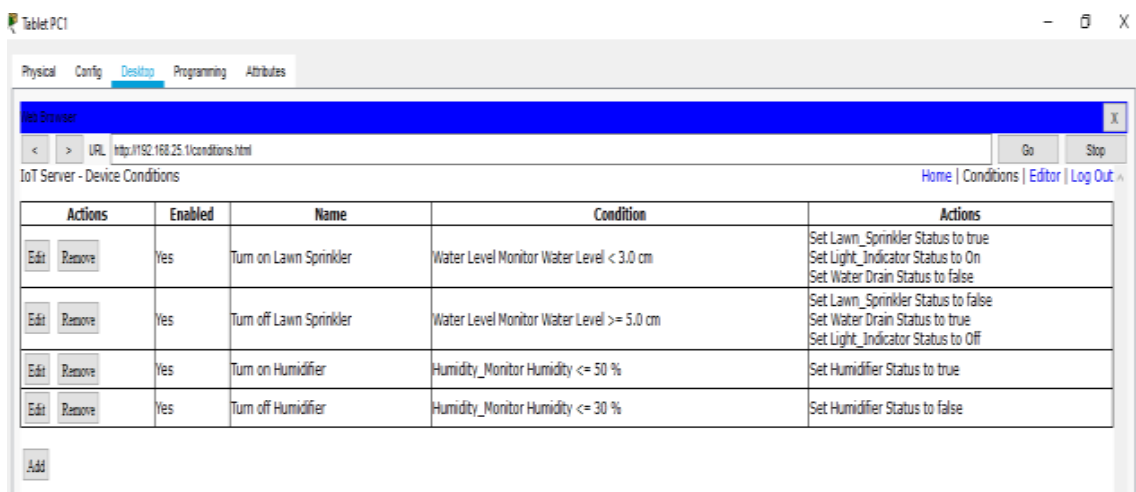 Tablet PC1
Physical Config Desktop Programming Attributes
Web Browser X
< > URL http://192.168.25.1/conditions.html Go Stop
IoT Server - Device Conditions Home | Conditions | Editor | Log Out
Actions Enabled Name Condition Actions
Edit Remove Yes Turn on Lawn Sprinkler Water Level Monitor Water Level < 3.0 cm Set Lawn_Sprinkler Status to true
Set Light_Indicator Status to On
Set Water Drain Status to false
Edit Remove Yes Turn off Lawn Sprinkler Water Level Monitor Water Level >= 5.0 cm Set Lawn_Sprinkler Status to false
Set Water Drain Status to true
Set Light_Indicator Status to Off
Edit Remove Yes Turn on Humidifier Humidity_Monitor Humidity <= 50 % Set Humidifier Status to true
Edit Remove Yes Turn off Humidifier Humidity_Monitor Humidity <= 30 % Set Humidifier Status to false
Add